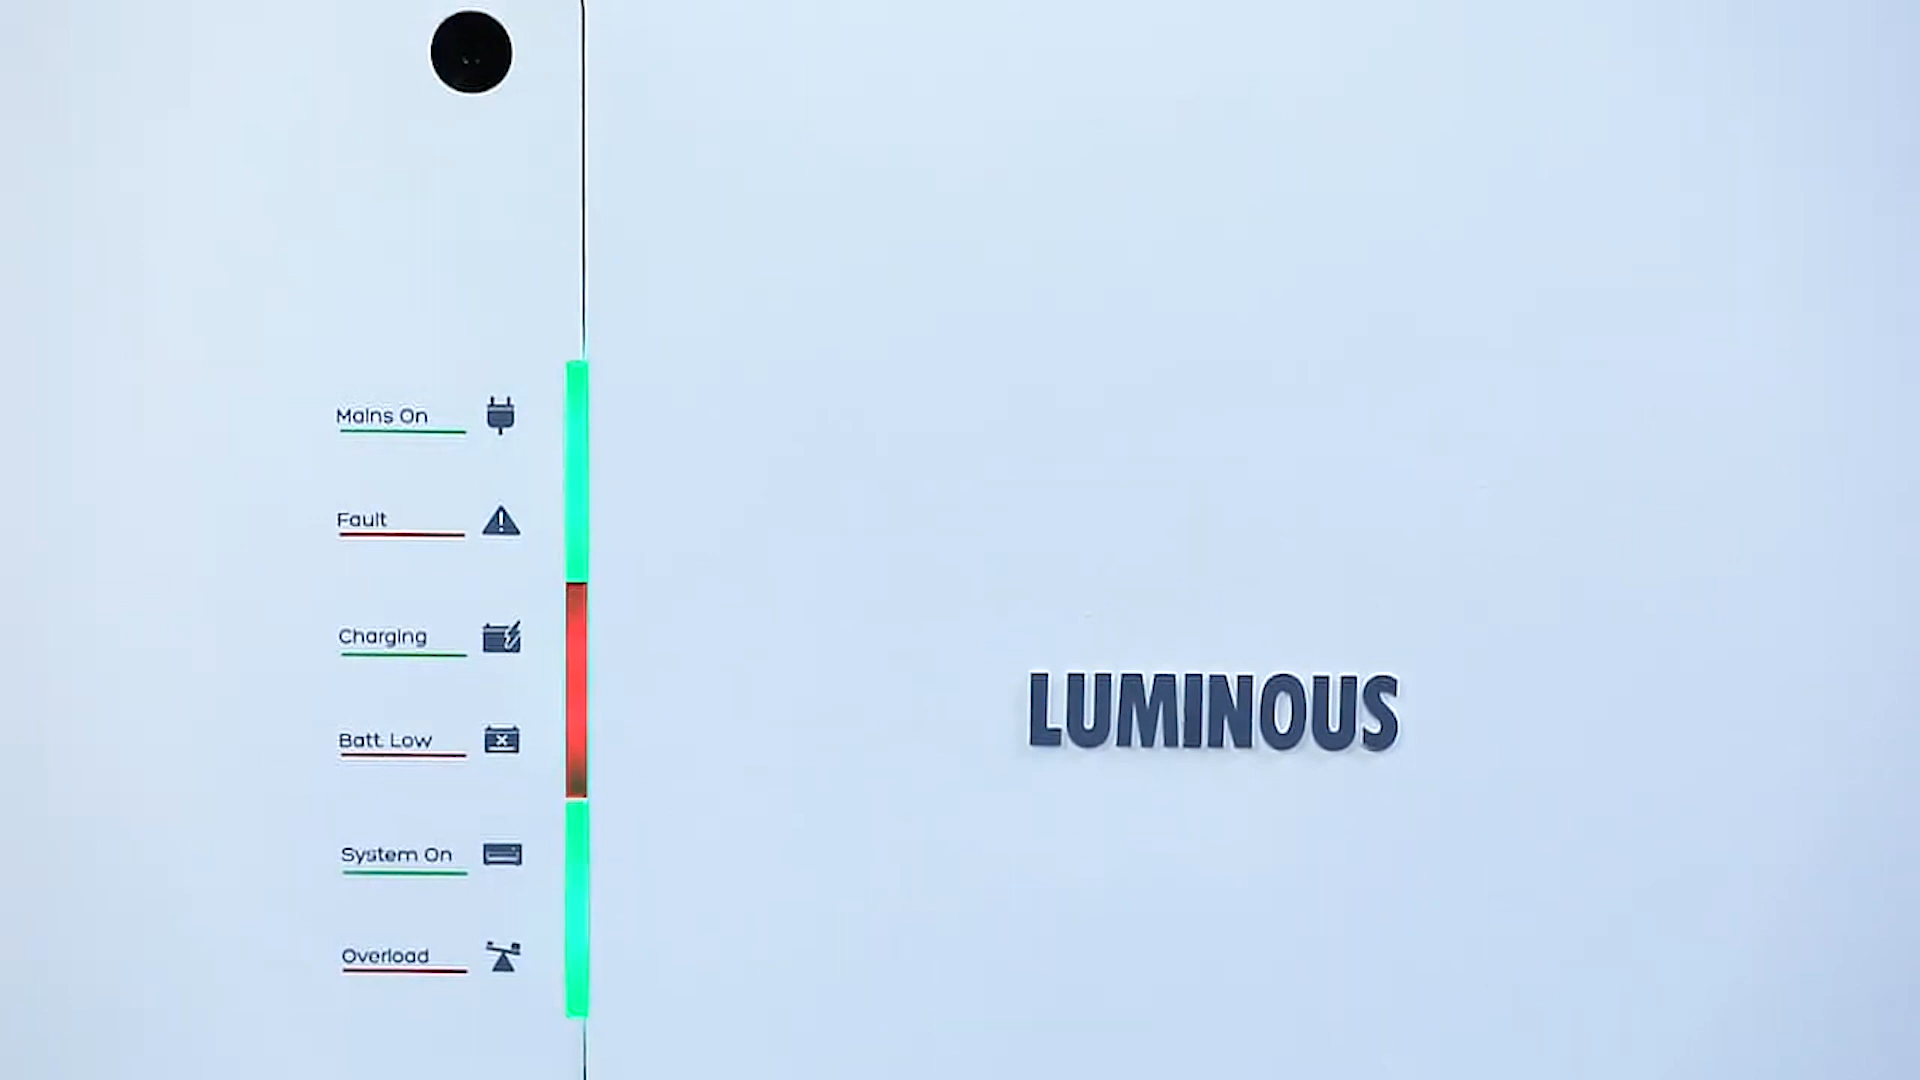 Mains On
Fault
Charging
Batt. Low
System On
Overload
LUMINOUS